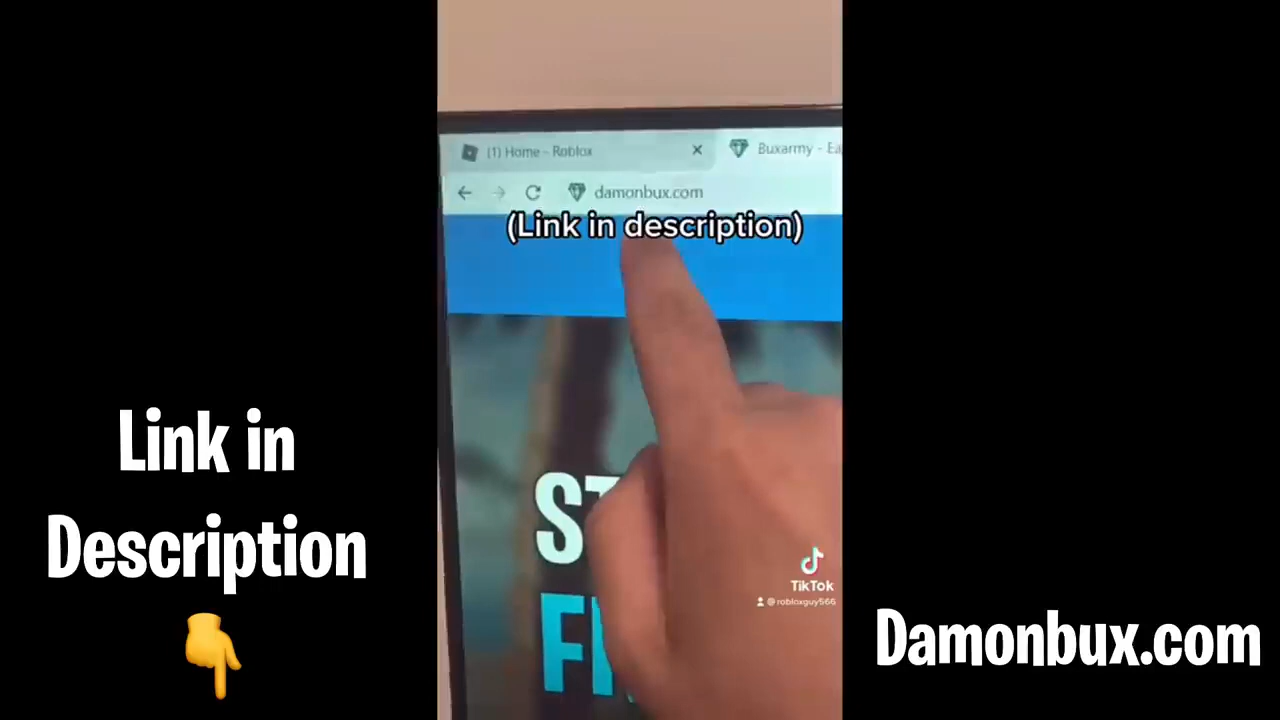 (1) Home - Roblox
Buxarmy - Ea
damonbux.com
(Link in description)
Link in
Description
TikTok
@robloxguy566
Damonbux.com